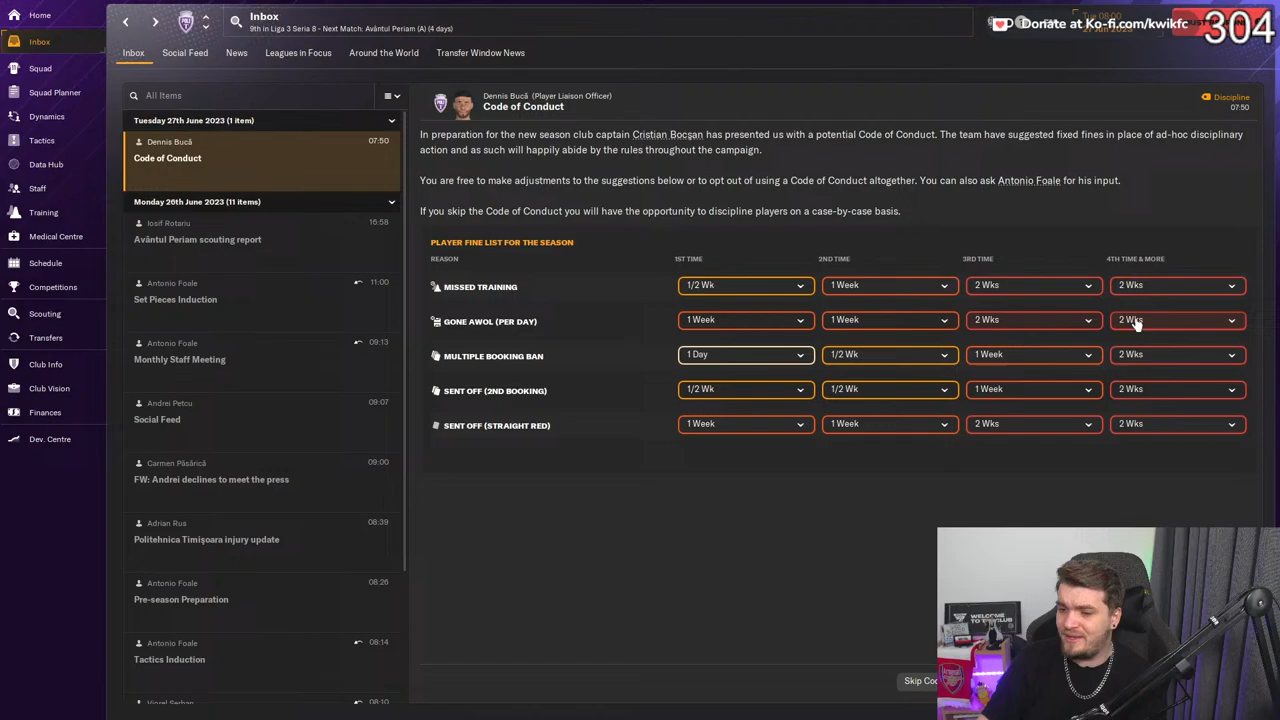 Home
Inbox
Squad
Squad Planner
Dynamics
Tactics
Data Hub
Staff
Training
Medical Centre
Schedule
Competitions
Scouting
Transfers
Club Info
Club Vision
Finances
Dev. Centre
Inbox
9th in Liga 3 Seria 8 - Next Match: Avântul Periam (A) (4 days)
Donate at Ko-fi.com/kwikfc
304
Inbox
Social Feed
News
Leagues in Focus
Around the World
Transfer Window News
All Items
Tuesday 27th June 2023 (1 item)
Dennis Bucă 07:50
Code of Conduct
Monday 26th June 2023 (11 items)
Iosif Rotariu 16:58
Avântul Periam scouting report
Antonio Foale 11:00
Set Pieces Induction
Antonio Foale 09:13
Monthly Staff Meeting
Andrei Petcu 09:07
Social Feed
Carmen Păsărică 09:00
FW: Andrei declines to meet the press
Adrian Rus 08:39
Politehnica Timişoara injury update
Antonio Foale 08:26
Pre-season Preparation
Antonio Foale 08:14
Tactics Induction
Viorel Serban 08:10
Dennis Bucă (Player Liaison Officer)
Code of Conduct
Discipline
07:50
In preparation for the new season club captain Cristian Bocşan has presented us with a potential Code of Conduct. The team have suggested fixed fines in place of ad-hoc disciplinary
action and as such will happily abide by the rules throughout the campaign.
You are free to make adjustments to the suggestions below or to opt out of using a Code of Conduct altogether. You can also ask Antonio Foale for his input.
If you skip the Code of Conduct you will have the opportunity to discipline players on a case-by-case basis.
PLAYER FINE LIST FOR THE SEASON
REASON 1ST TIME 2ND TIME 3RD TIME 4TH TIME & MORE
MISSED TRAINING 1/2 Wk 1 Week 2 Wks 2 Wks
GONE AWOL (PER DAY) 1 Week 1 Week 2 Wks 2 Wks
MULTIPLE BOOKING BAN 1 Day 1/2 Wk 1 Week 2 Wks
SENT OFF (2ND BOOKING) 1/2 Wk 1/2 Wk 1 Week 2 Wks
SENT OFF (STRAIGHT RED) 1 Week 1 Week 2 Wks 2 Wks
Skip Co
WELCOME
Arsenal